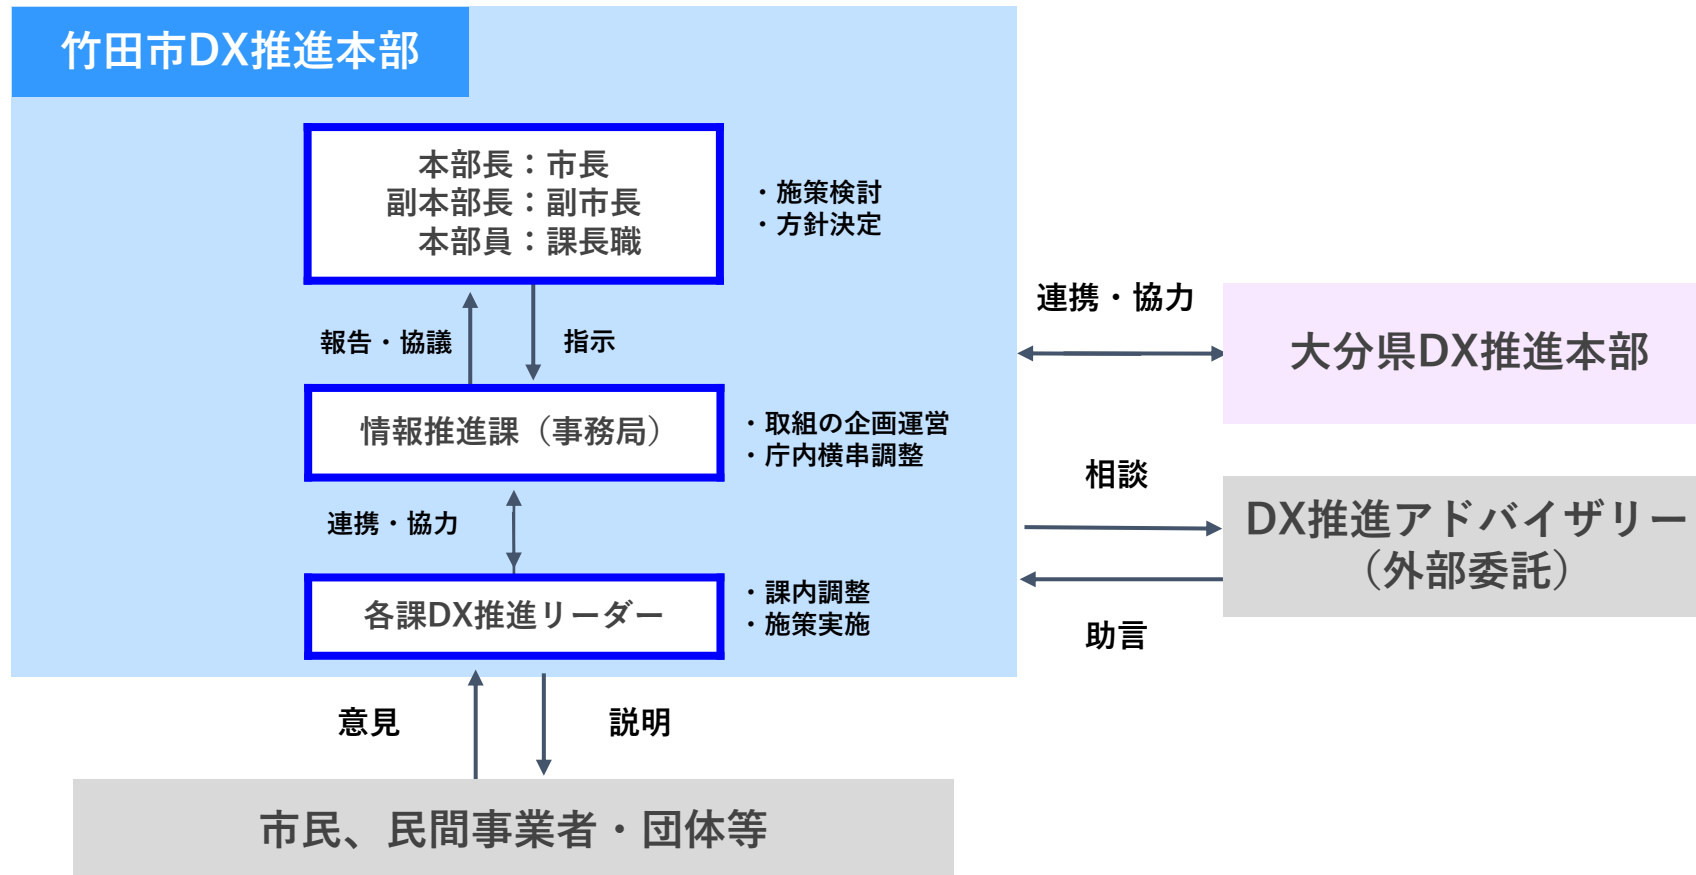 竹田市DX推進本部
本部長：市長
副本部長：副市長
本部員：課長職
・施策検討
・方針決定
報告・協議
指示
情報推進課（事務局）
・取組の企画運営
・庁内横串調整
連携・協力
各課DX推進リーダー
・課内調整
・施策実施
意見
説明
市民、民間事業者・団体等
連携・協力
大分県DX推進本部
相談
DX推進アドバイザリー
（外部委託）
助言